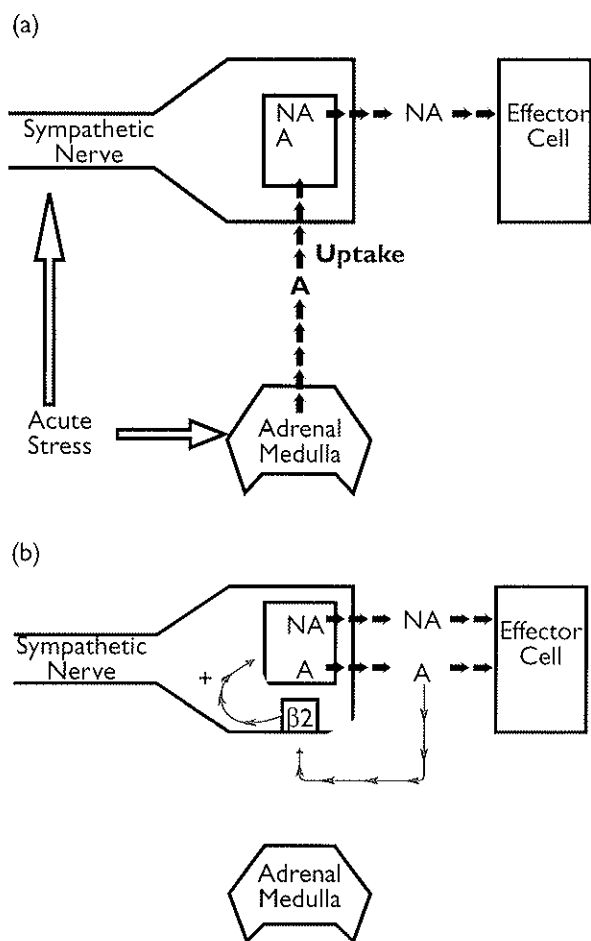 (a)
Sympathetic
Nerve
NA
A
NA
Effector
Cell
Uptake
A
Acute
Stress
Adrenal
Medulla
(b)
Sympathetic
Nerve
NA
A
NA
A
Effector
Cell
+
β2
Adrenal
Medulla